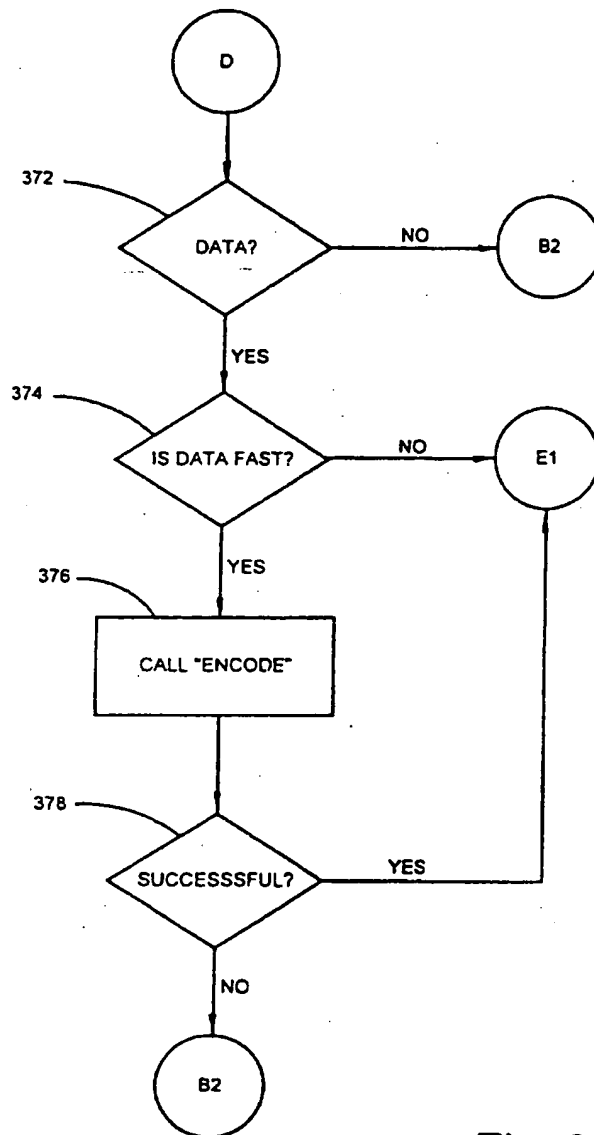 D
372
DATA?
NO
B2
YES
374
IS DATA FAST?
NO
E1
YES
376
CALL "ENCODE"
378
SUCCESSSFUL?
YES
NO
B2